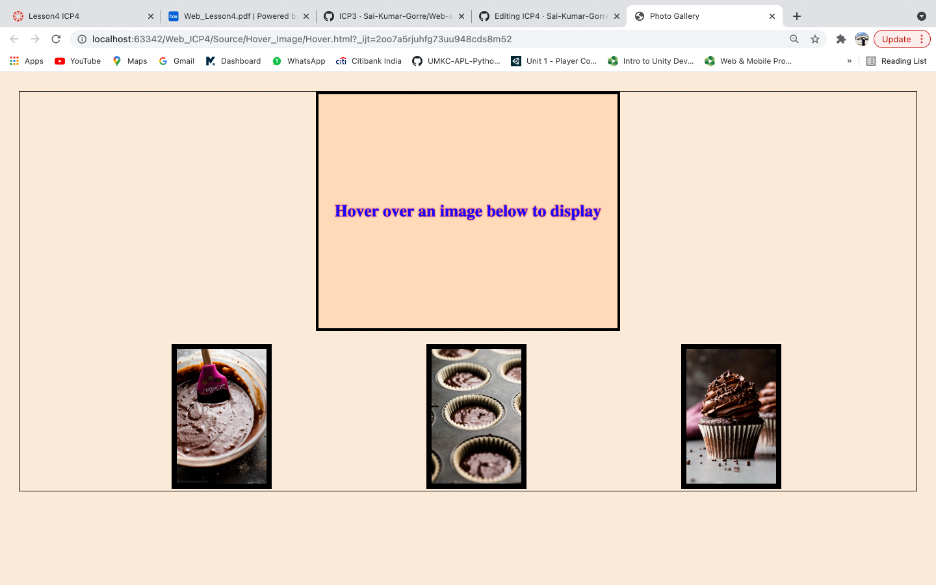 Lesson4 ICP4
Web_Lesson4.pdf | Powered b
ICP3 · Sai-Kumar-Gorre/Web-a
Editing ICP4 · Sai-Kumar-Gorr
Photo Gallery
localhost:63342/Web_ICP4/Source/Hover_Image/Hover.html?_ijt=2oo7a5rjuhfg73uu948cds8m52
Update
Apps
YouTube
Maps
Gmail
Dashboard
WhatsApp
citi Citibank India
UMKC-APL-Pytho...
Unit 1 - Player Co...
Intro to Unity Dev...
Web & Mobile Pro...
»
Reading List
Hover over an image below to display